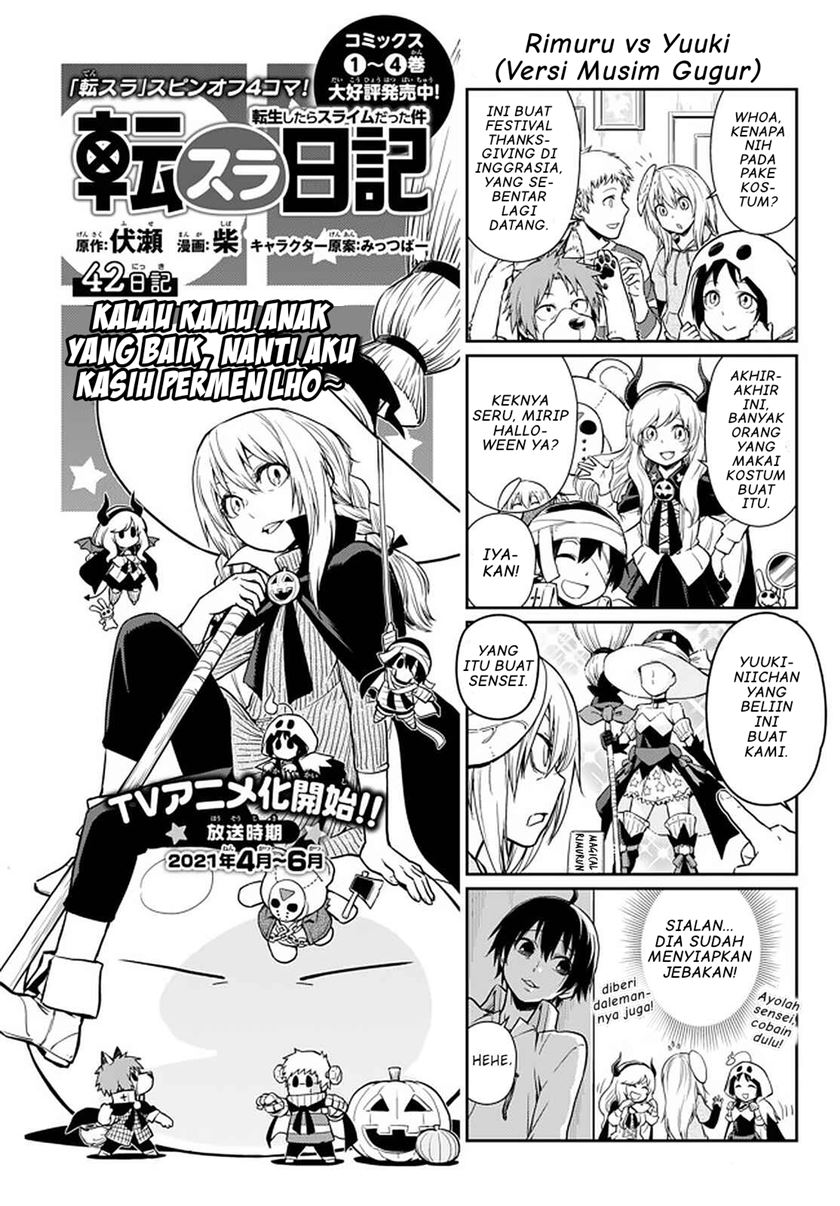 コミックス
①～④巻
大好評発売中!
「転スラ」スピンオフ4コマ!
転生したらスライムだった件
転スラ日記
原作:伏瀬 漫画:柴 キャラクター原案:みっつばー
42日記
KALAU KAMU ANAK
YANG BAIK, NANTI AKU
KASIH PERMEN LHO~
TVアニメ化開始!!
放送時期
2021年4月～6月
Rimuru vs Yuuki
(Versi Musim Gugur)
WHOA,
KENAPA
NIH
PADA
PAKE
KOS-
TUM?
INI BUAT
FESTIVAL
THANKS-
GIVING DI
INGGRASIA,
YANG SE-
BENTAR
LAGI
DATANG.
AKHIR-
AKHIR
INI,
BANYAK
ORANG
YANG
MAKAI
KOSTUM
BUAT
ITU.
KEKNYA
SERU, MIRIP
HALLO-
WEEN YA?
IYA-
KAN!
YUUKI-
NIICHAN
YANG
BELIIN
INI
BUAT
KAMI.
YANG
ITU BUAT
SENSEI.
MAGICAL
RIMURUN
SIALAN...
DIA SUDAH
MENYIAPKAN
JEBAKAN!
Ayolah
sensei,
cobain
dulu!
diberi
daleman-
nya juga!
HEHE.